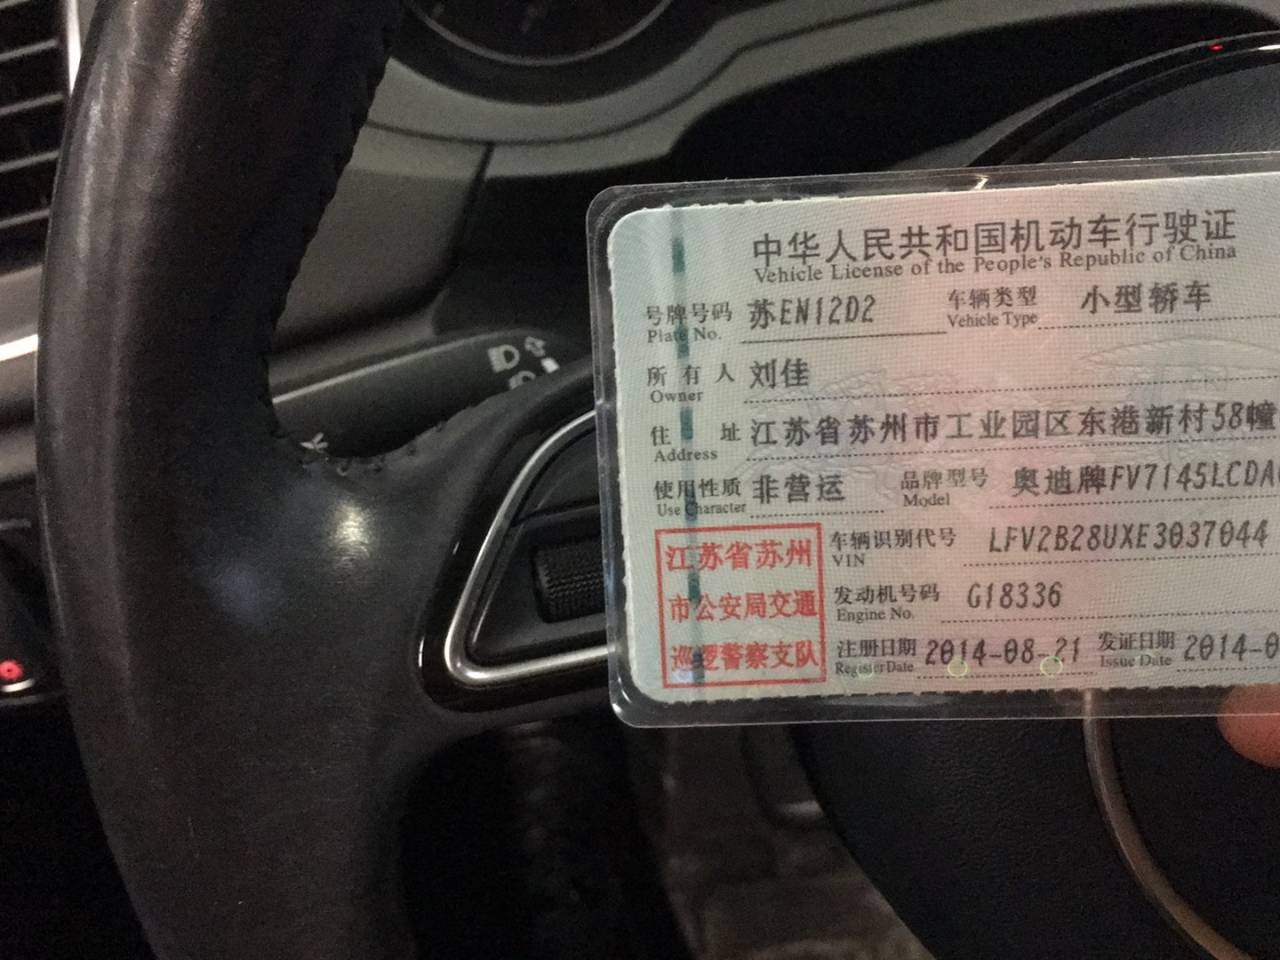 中华人民共和国机动车行驶证
Vehicle License of the People's Republic of China
号牌号码 苏EN12D2 车辆类型 小型轿车
Plate No. Vehicle Type
所有人 刘佳
Owner
住址 江苏省苏州市工业园区东港新村58幢
Address
使用性质 非营运 品牌型号 奥迪牌FV7145LCDA
Use Character Model
江苏省苏州
市公安局交通
巡逻警察支队
车辆识别代号 LFV2B28UXE3037044
VIN
发动机号码 G18336
Engine No.
注册日期 2014-08-21 发证日期 2014-0
Register Date Issue Date